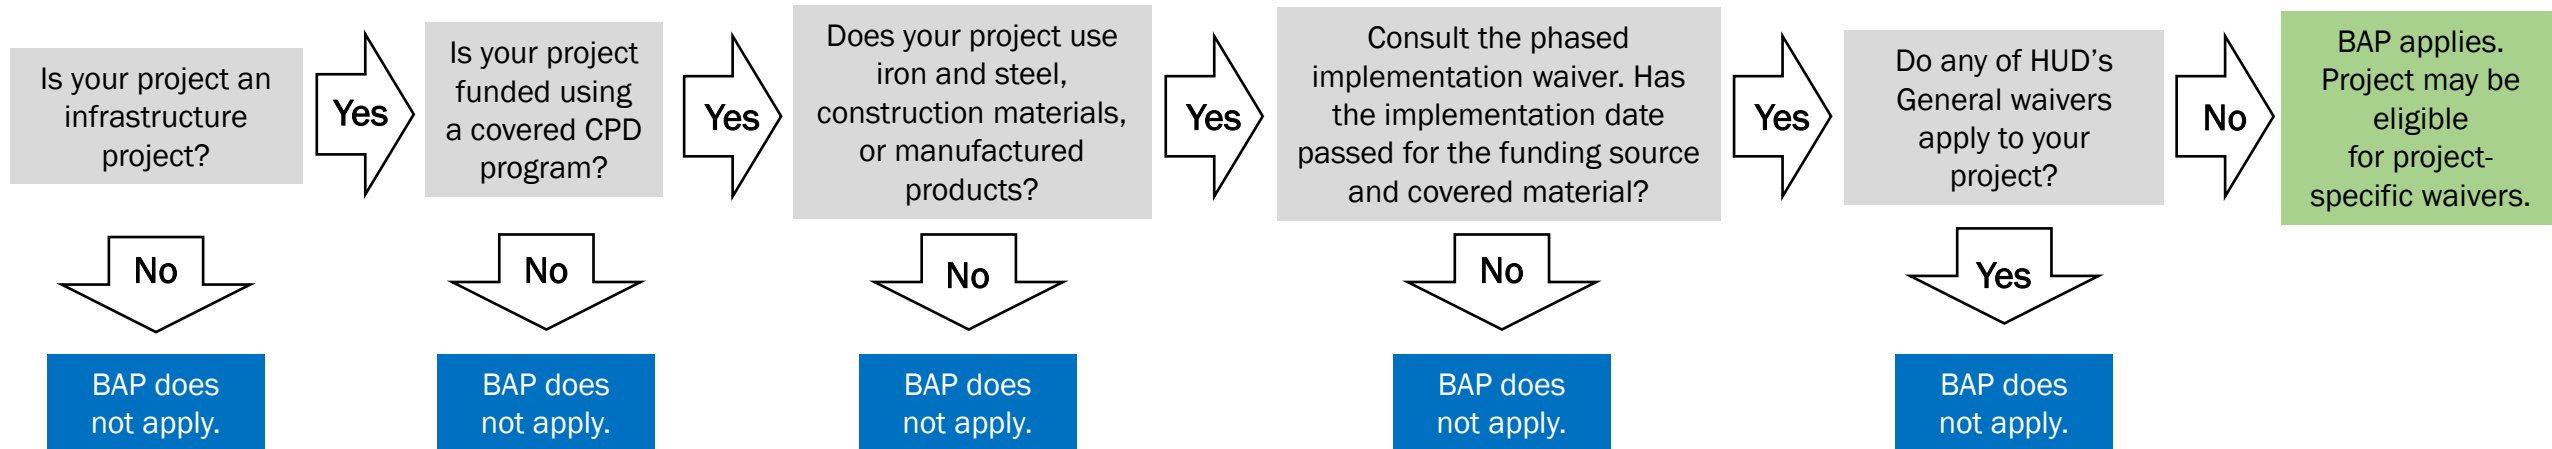 Is your project an
infrastructure
project?
Yes
Is your project
funded using
a covered CPD
program?
Yes
Does your project use
iron and steel,
construction materials,
or manufactured
products?
Yes
Consult the phased
implementation waiver. Has
the implementation date
passed for the funding source
and covered material?
Yes
Do any of HUD's
General waivers
apply to your
project?
No
BAP applies.
Project may be
eligible
for project-
specific waivers.
No
No
No
No
Yes
BAP does
not apply.
BAP does
not apply.
BAP does
not apply.
BAP does
not apply.
BAP does
not apply.